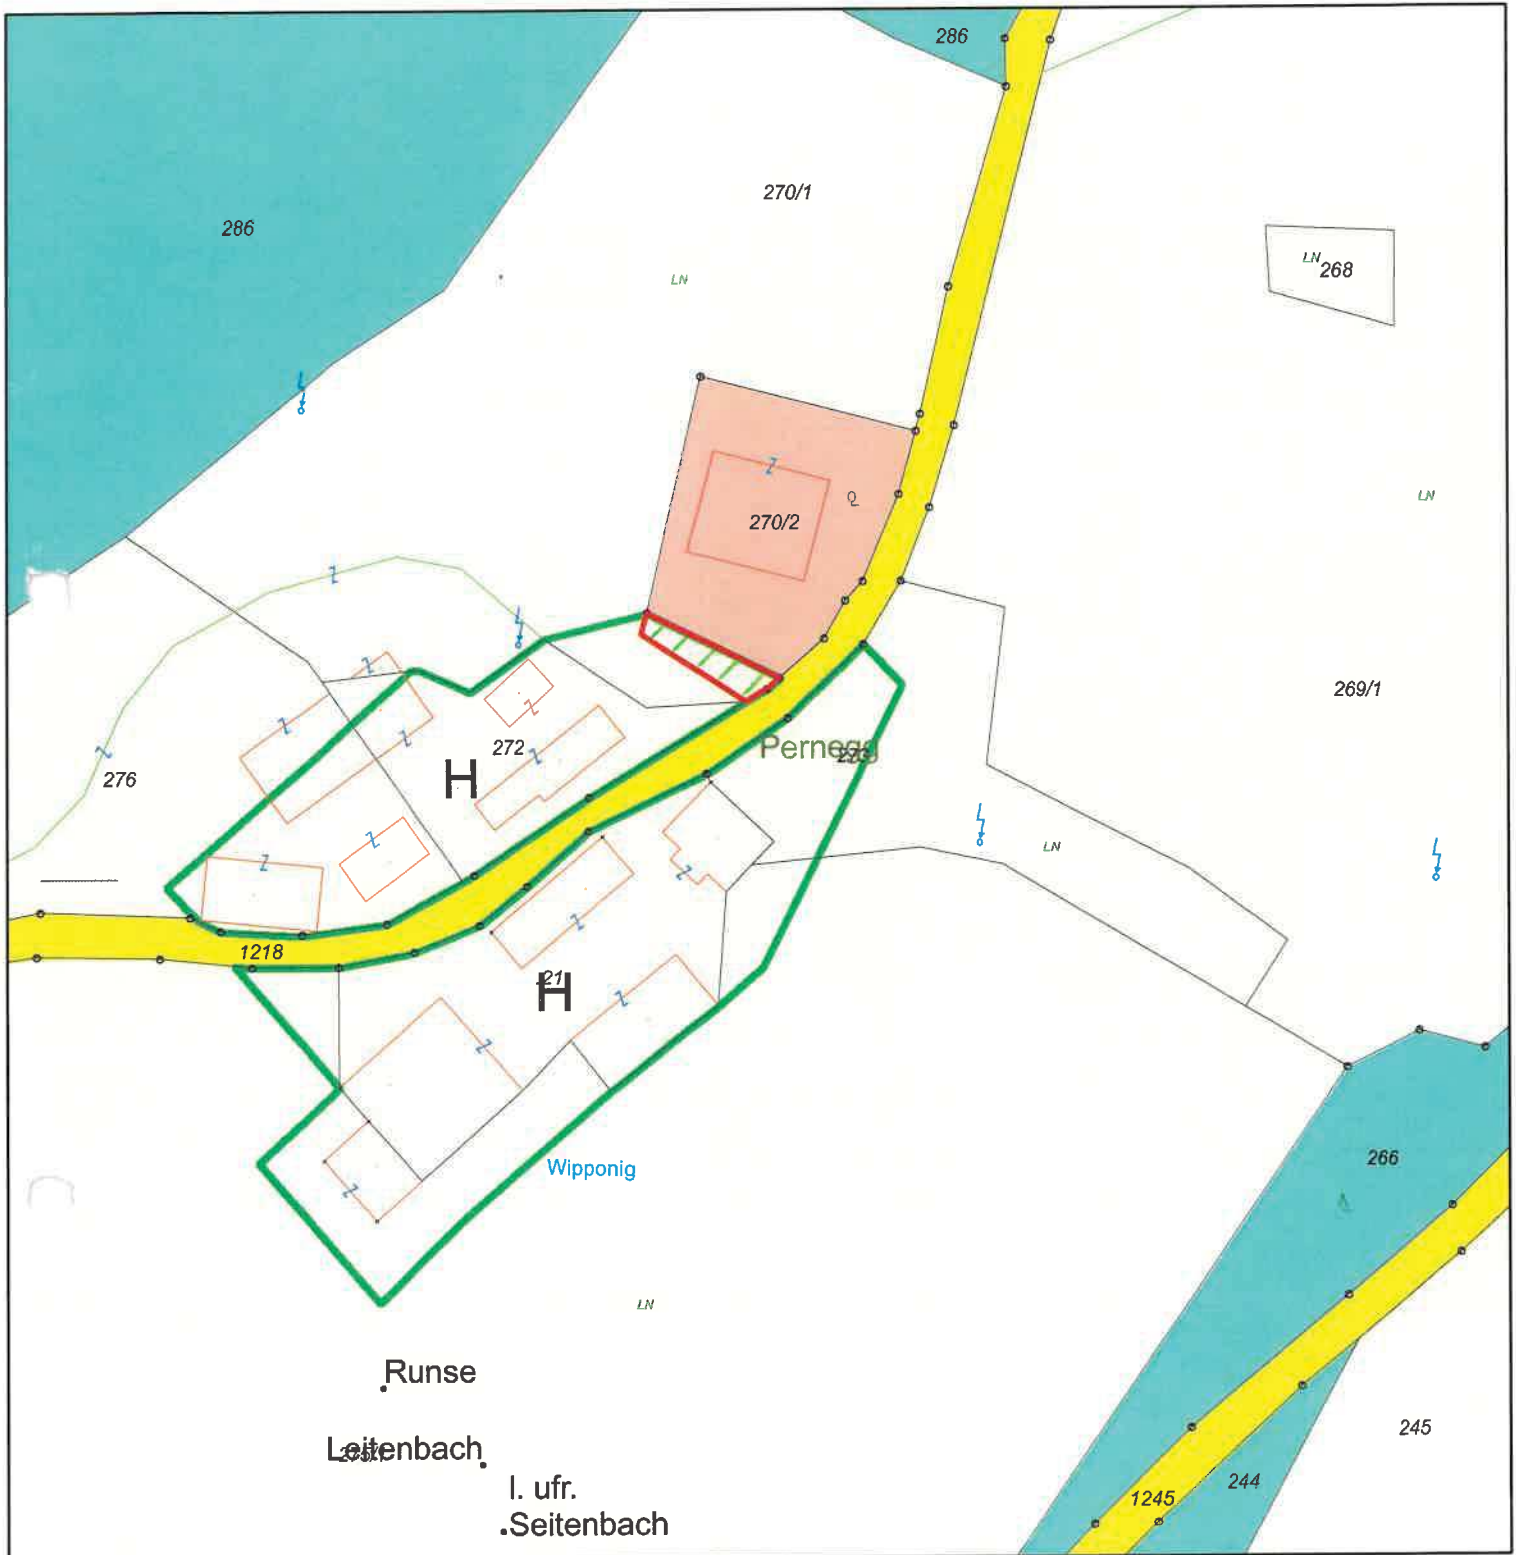 286
270/1
286
LN
LN
268
LN
270/2
269/1
Pernegg
272
H
276
LN
1218
.21
H
266
Wipponig
LN
Runse
Leitenbach
245
l. ufr.
244
1245
Seitenbach